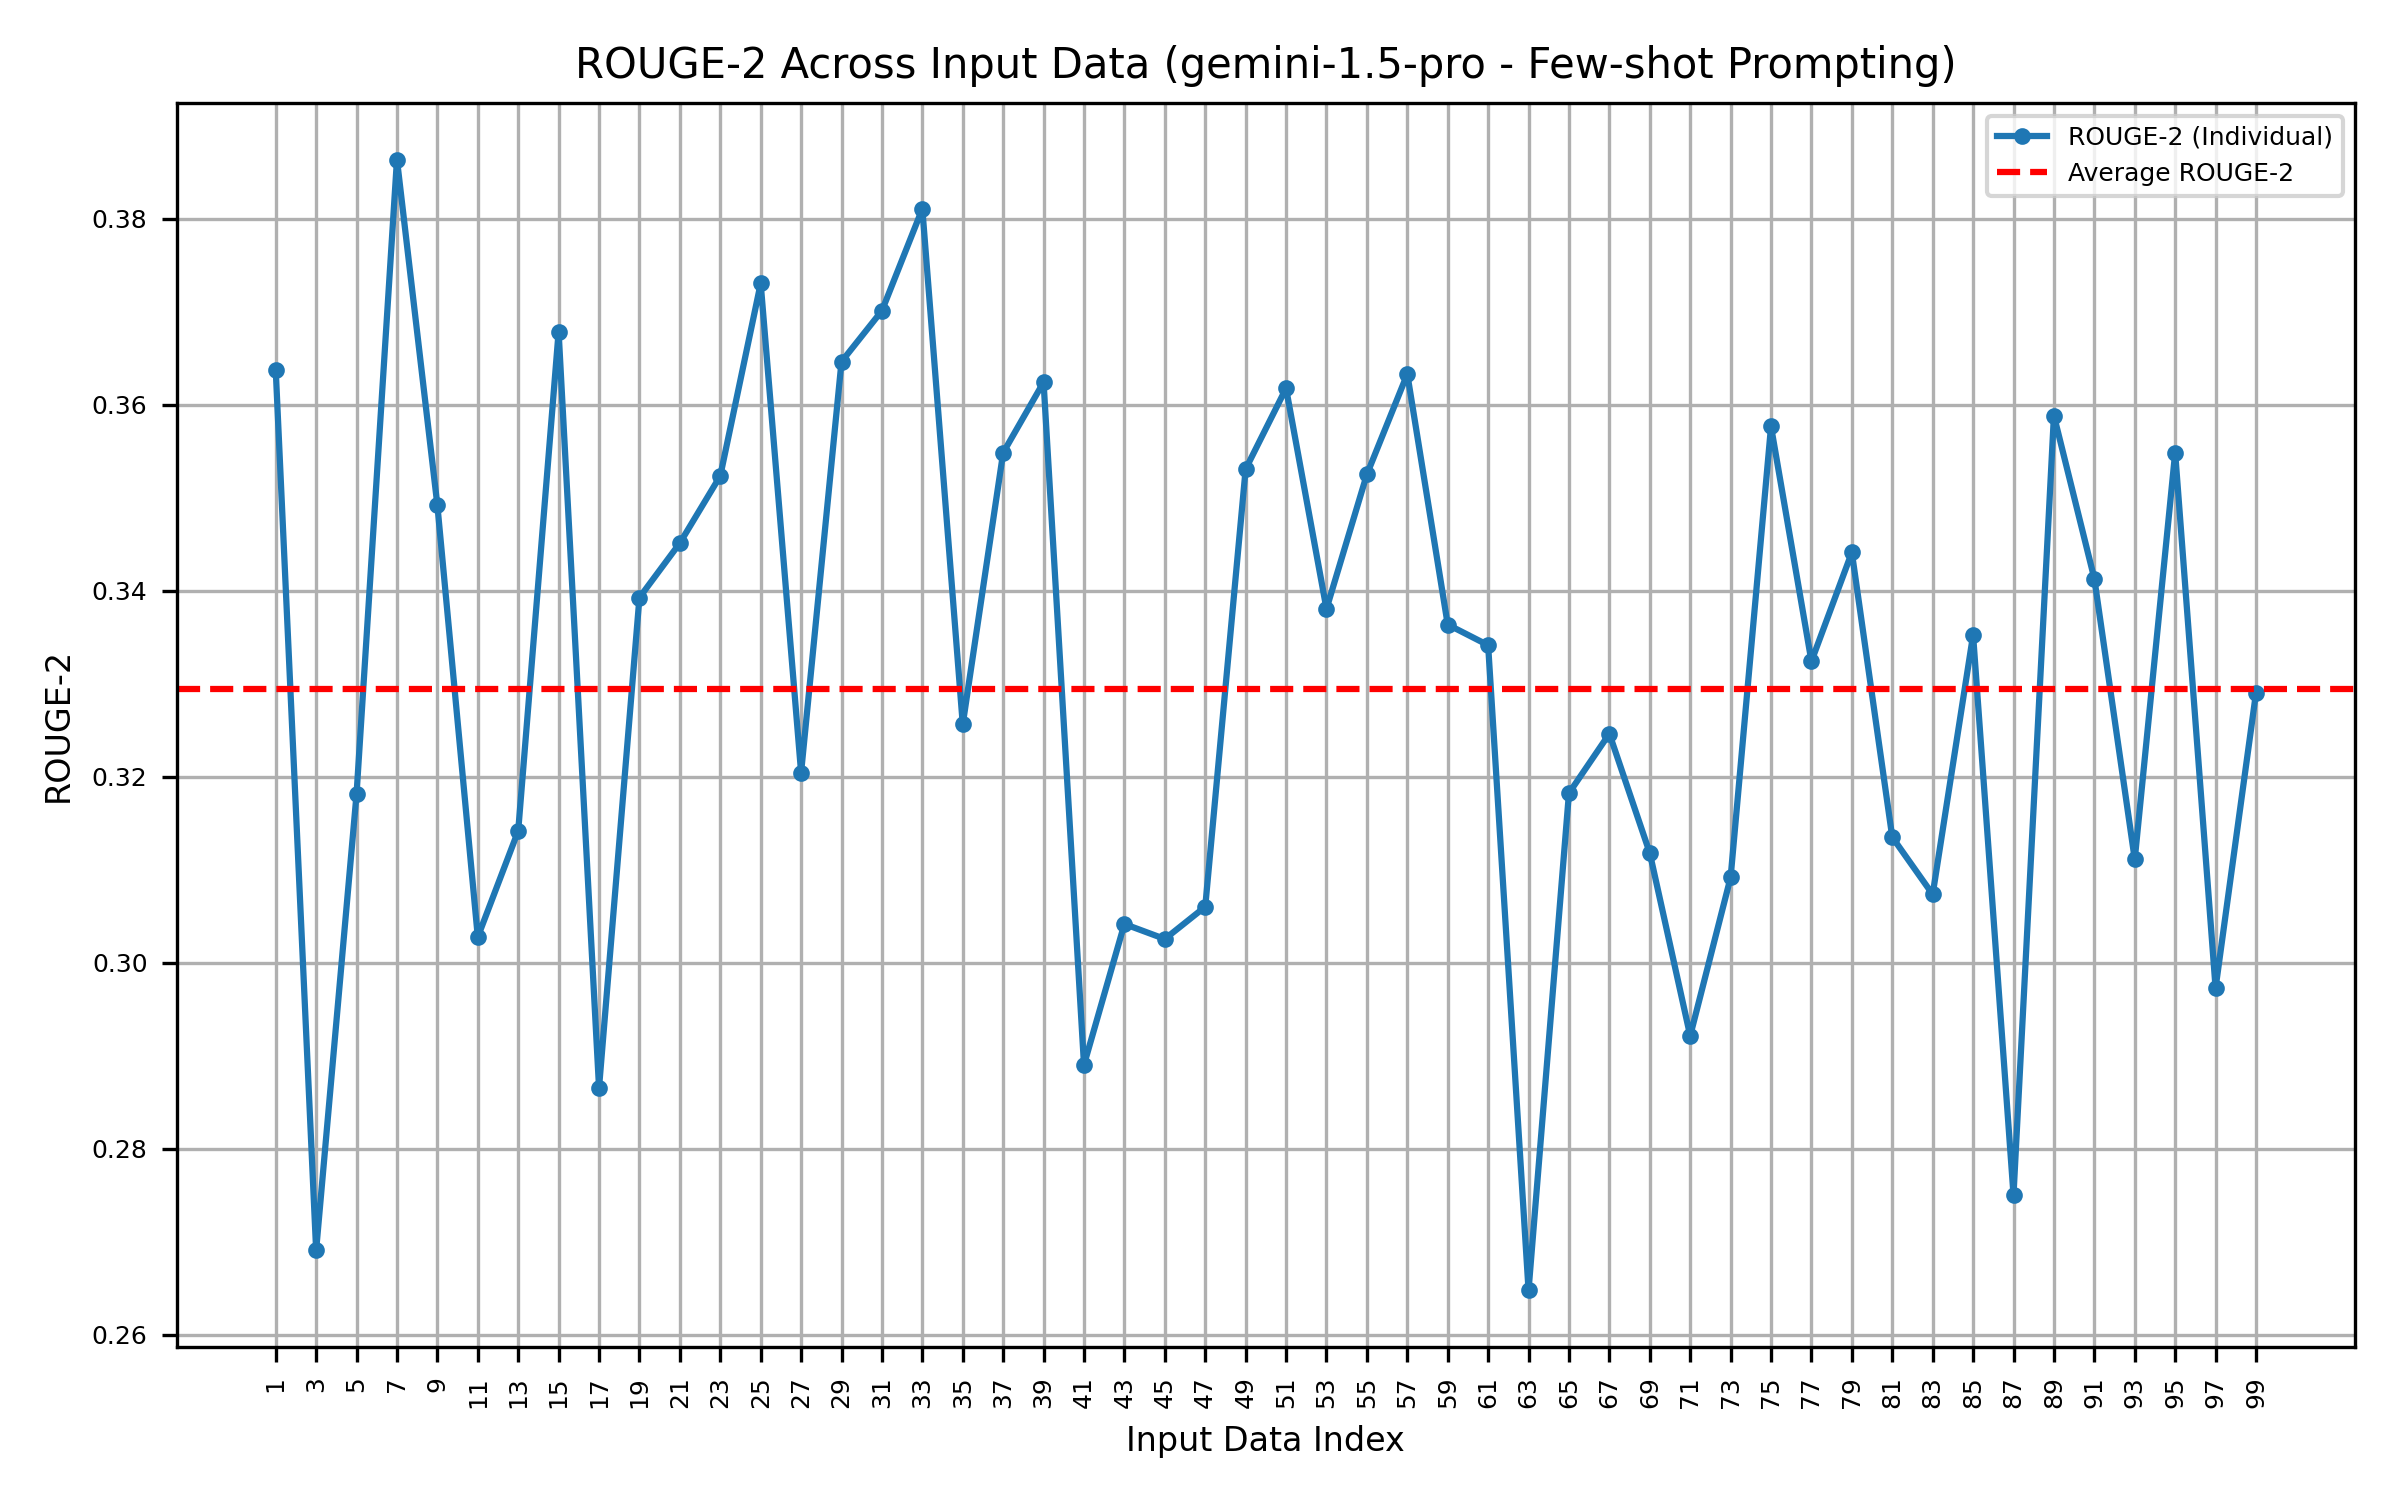 ROUGE-2 Across Input Data (gemini-1.5-pro - Few-shot Prompting)
ROUGE-2 (Individual)
Average ROUGE-2
0.38
0.36
0.34
0.32
0.30
0.28
0.26
ROUGE-2
1 3 5 7 9 11 13 15 17 19 21 23 25 27 29 31 33 35 37 39 41 43 45 47 49 51 53 55 57 59 61 63 65 67 69 71 73 75 77 79 81 83 85 87 89 91 93 95 97 99
Input Data Index